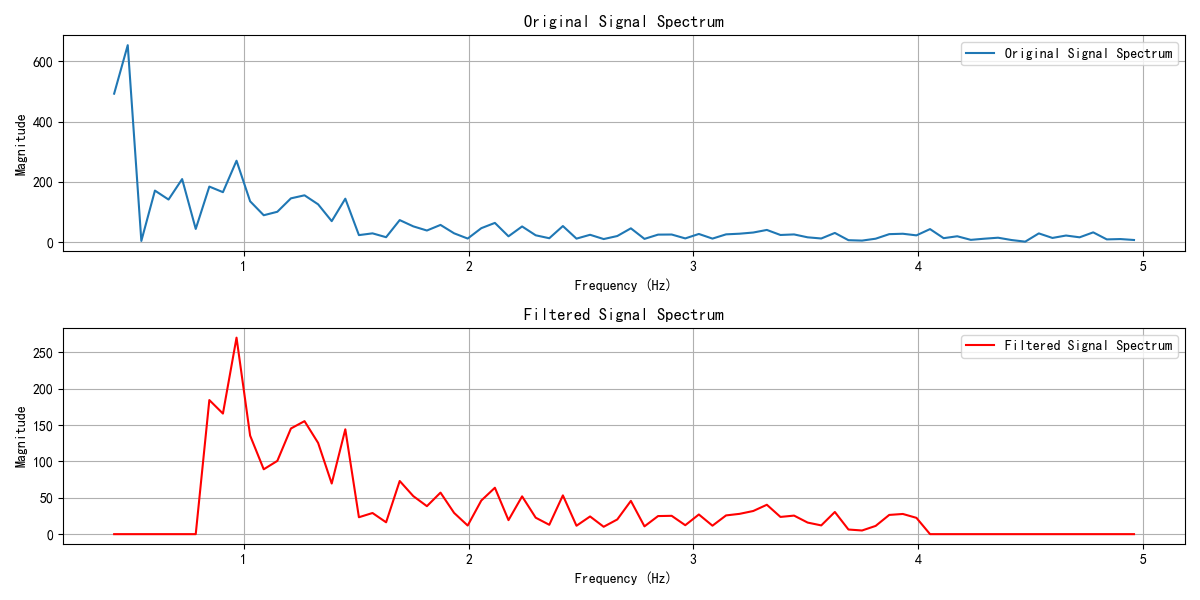 Original Signal Spectrum
Original Signal Spectrum
Magnitude
600
400
200
0
1 2 3 4 5
Frequency (Hz)
Filtered Signal Spectrum
Filtered Signal Spectrum
Magnitude
250
200
150
100
50
0
1 2 3 4 5
Frequency (Hz)